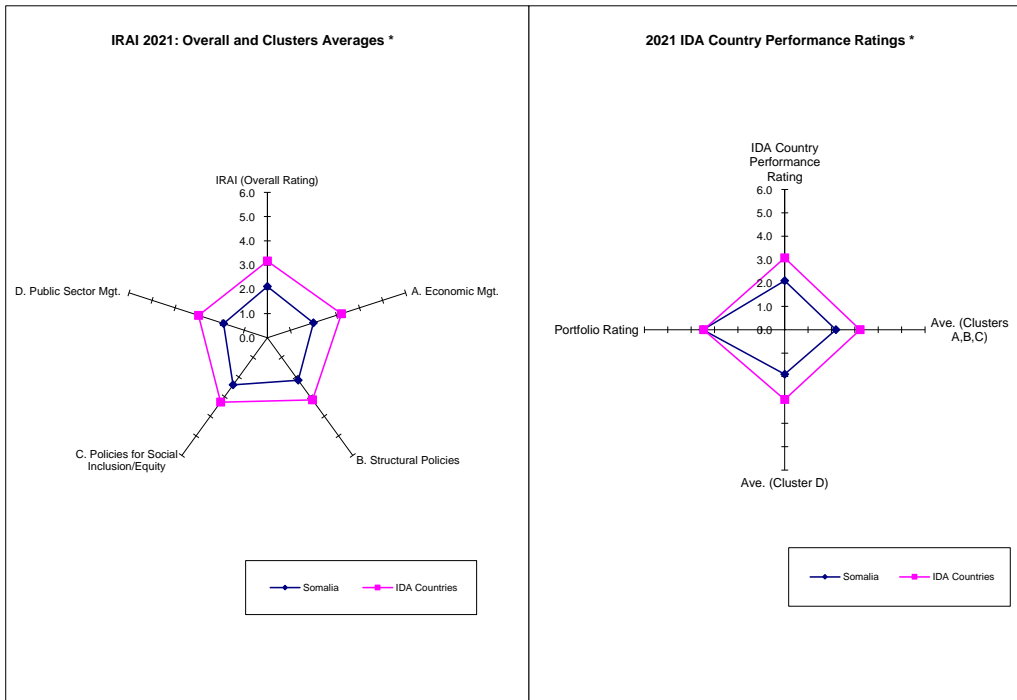 IRAI 2021: Overall and Clusters Averages *
IRAI (Overall Rating)
6.0
5.0
4.0
3.0
2.0
1.0
0.0
D. Public Sector Mgt.
A. Economic Mgt.
C. Policies for Social
Inclusion/Equity
B. Structural Policies
Somalia
IDA Countries
2021 IDA Country Performance Ratings *
IDA Country
Performance
Rating
6.0
5.0
4.0
3.0
2.0
1.0
0.0
Portfolio Rating
Ave. (Clusters
A,B,C)
Ave. (Cluster D)
Somalia
IDA Countries